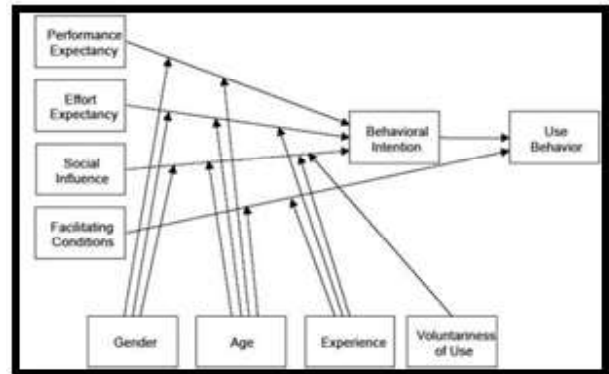 Performance
Expectancy
Effort
Expectancy
Social
Influence
Facilitating
Conditions
Behavioral
Intention
Use
Behavior
Gender
Age
Experience
Voluntariness
of Use